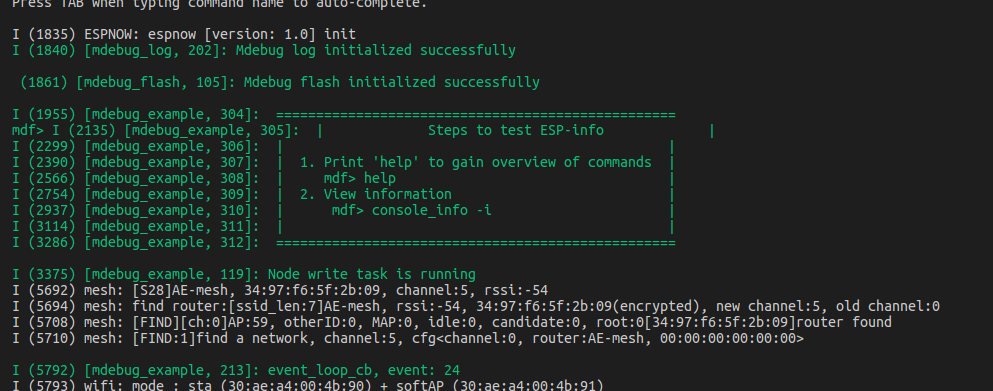 Press TAB when typing command name to auto-complete.
I (1835) ESPNOW: espnow [version: 1.0] init
I (1840) [mdebug_log, 202]: Mdebug log initialized successfully
(1861) [mdebug_flash, 105]: Mdebug flash initialized successfully
I (1955) [mdebug_example, 304]:  ==================================================
mdf> I (2135) [mdebug_example, 305]:  |             Steps to test ESP-info             |
I (2299) [mdebug_example, 306]:  |                                                |
I (2390) [mdebug_example, 307]:  |  1. Print 'help' to gain overview of commands  |
I (2566) [mdebug_example, 308]:  |     mdf> help                                  |
I (2754) [mdebug_example, 309]:  |  2. View information                           |
I (2937) [mdebug_example, 310]:  |      mdf> console_info -i                      |
I (3114) [mdebug_example, 311]:  |                                                |
I (3286) [mdebug_example, 312]:  ==================================================
I (3375) [mdebug_example, 119]: Node write task is running
I (5692) mesh: [S28]AE-mesh, 34:97:f6:5f:2b:09, channel:5, rssi:-54
I (5694) mesh: find router:[ssid_len:7]AE-mesh, rssi:-54, 34:97:f6:5f:2b:09(encrypted), new channel:5, old channel:0
I (5708) mesh: [FIND][ch:0]AP:59, otherID:0, MAP:0, idle:0, candidate:0, root:0[34:97:f6:5f:2b:09]router found
I (5710) mesh: [FIND:1]find a network, channel:5, cfg<channel:0, router:AE-mesh, 00:00:00:00:00:00>
I (5792) [mdebug_example, 213]: event_loop_cb, event: 24
I (5793) wifi: mode : sta (30:ae:a4:00:4b:90) + softAP (30:ae:a4:00:4b:91)